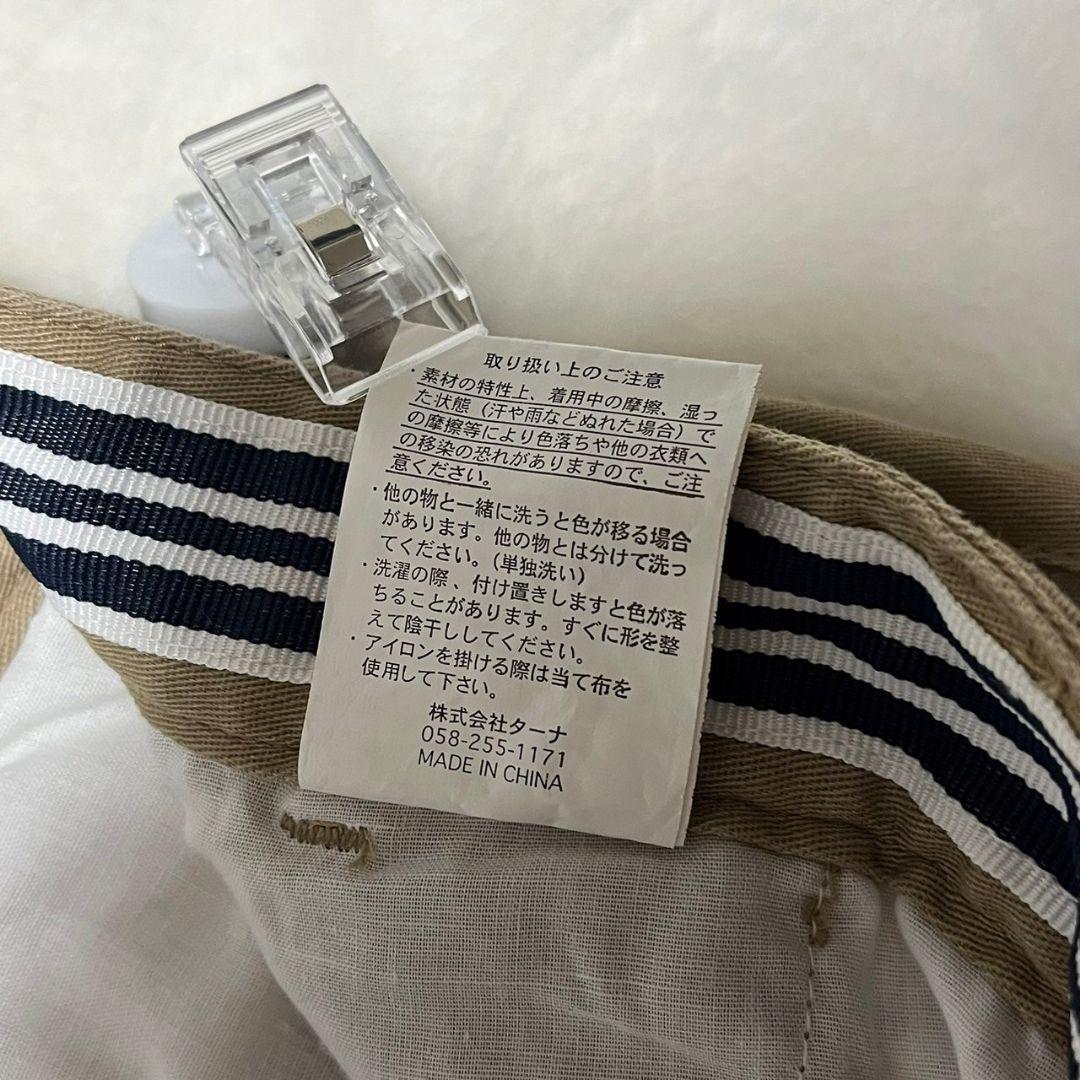 取り扱い上のご注意
・素材の特性上、着用中の摩擦、湿っ
た状態（汗や雨などぬれた場合）で
の摩擦等により色落ちや他の衣類へ
の移染の恐れがありますので、ご注
意ください。
・他の物と一緒に洗うと色が移る場合
があります。他の物とは分けて洗っ
てください。（単独洗い）
・洗濯の際、付け置きしますと色が落
ちることがあります。すぐに形を整
えて陰干ししてください。
・アイロンを掛ける際は当て布を
使用して下さい。
株式会社ターナ
058-255-1171
MADE IN CHINA